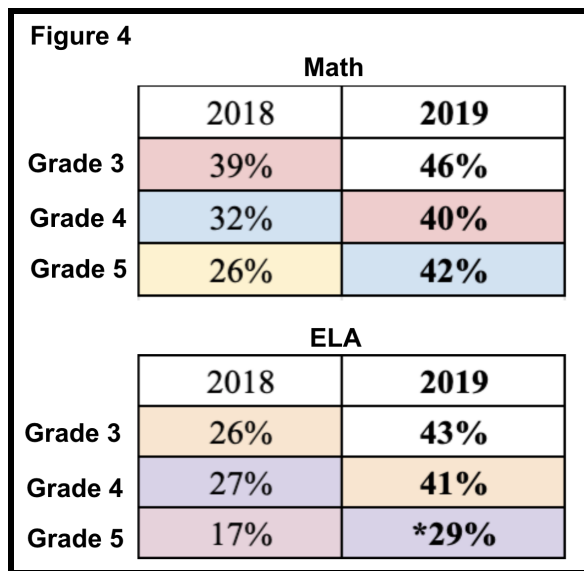 Figure 4
Math
2018 2019
Grade 3 39% 46%
Grade 4 32% 40%
Grade 5 26% 42%
ELA
2018 2019
Grade 3 26% 43%
Grade 4 27% 41%
Grade 5 17% *29%